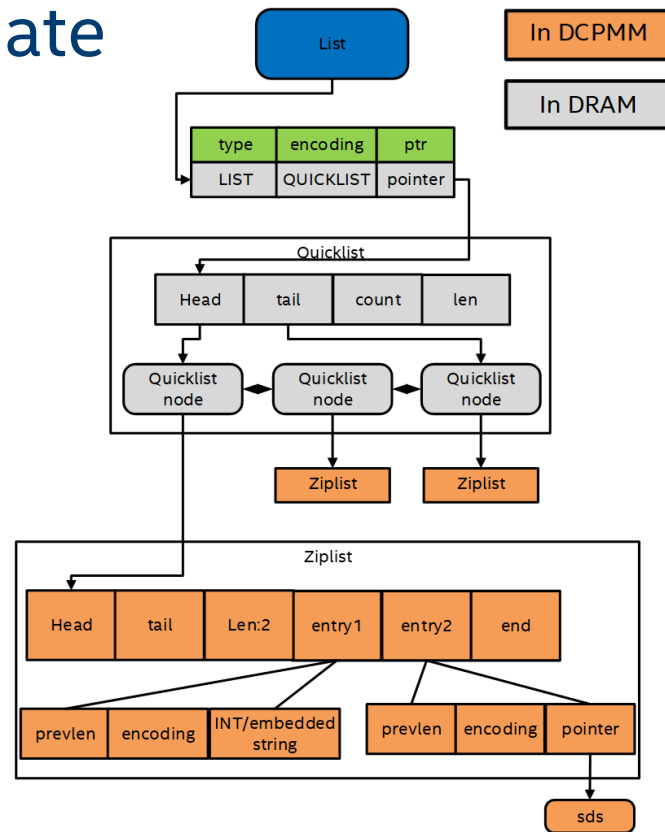 ate
List
In DCPMM
In DRAM
type encoding ptr
LIST QUICKLIST pointer
Quicklist
Head tail count len
Quicklist
node
Quicklist
node
Quicklist
node
Ziplist
Ziplist
Ziplist
Head tail Len:2 entry1 entry2 end
prevlen encoding INT/embedded
string
prevlen encoding pointer
sds